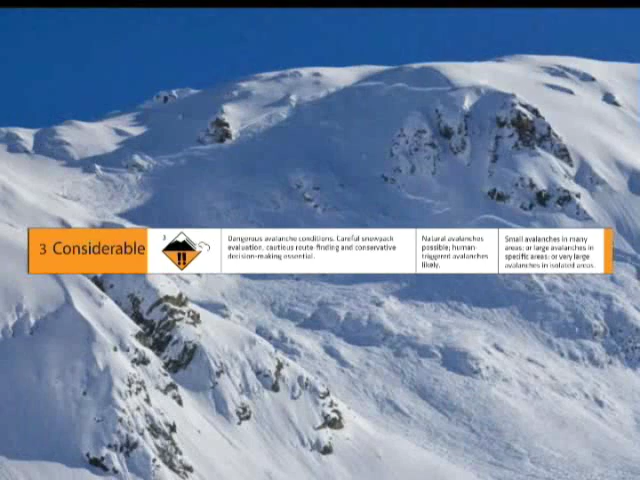 3 Considerable
3
Dangerous avalanche conditions. Careful snowpack
evaluation, cautious route-finding and conservative
decision-making essential.
Natural avalanches
possible; human-
triggered avalanches
likely.
Small avalanches in many
areas; or large avalanches in
specific areas; or very large
avalanches in isolated areas.